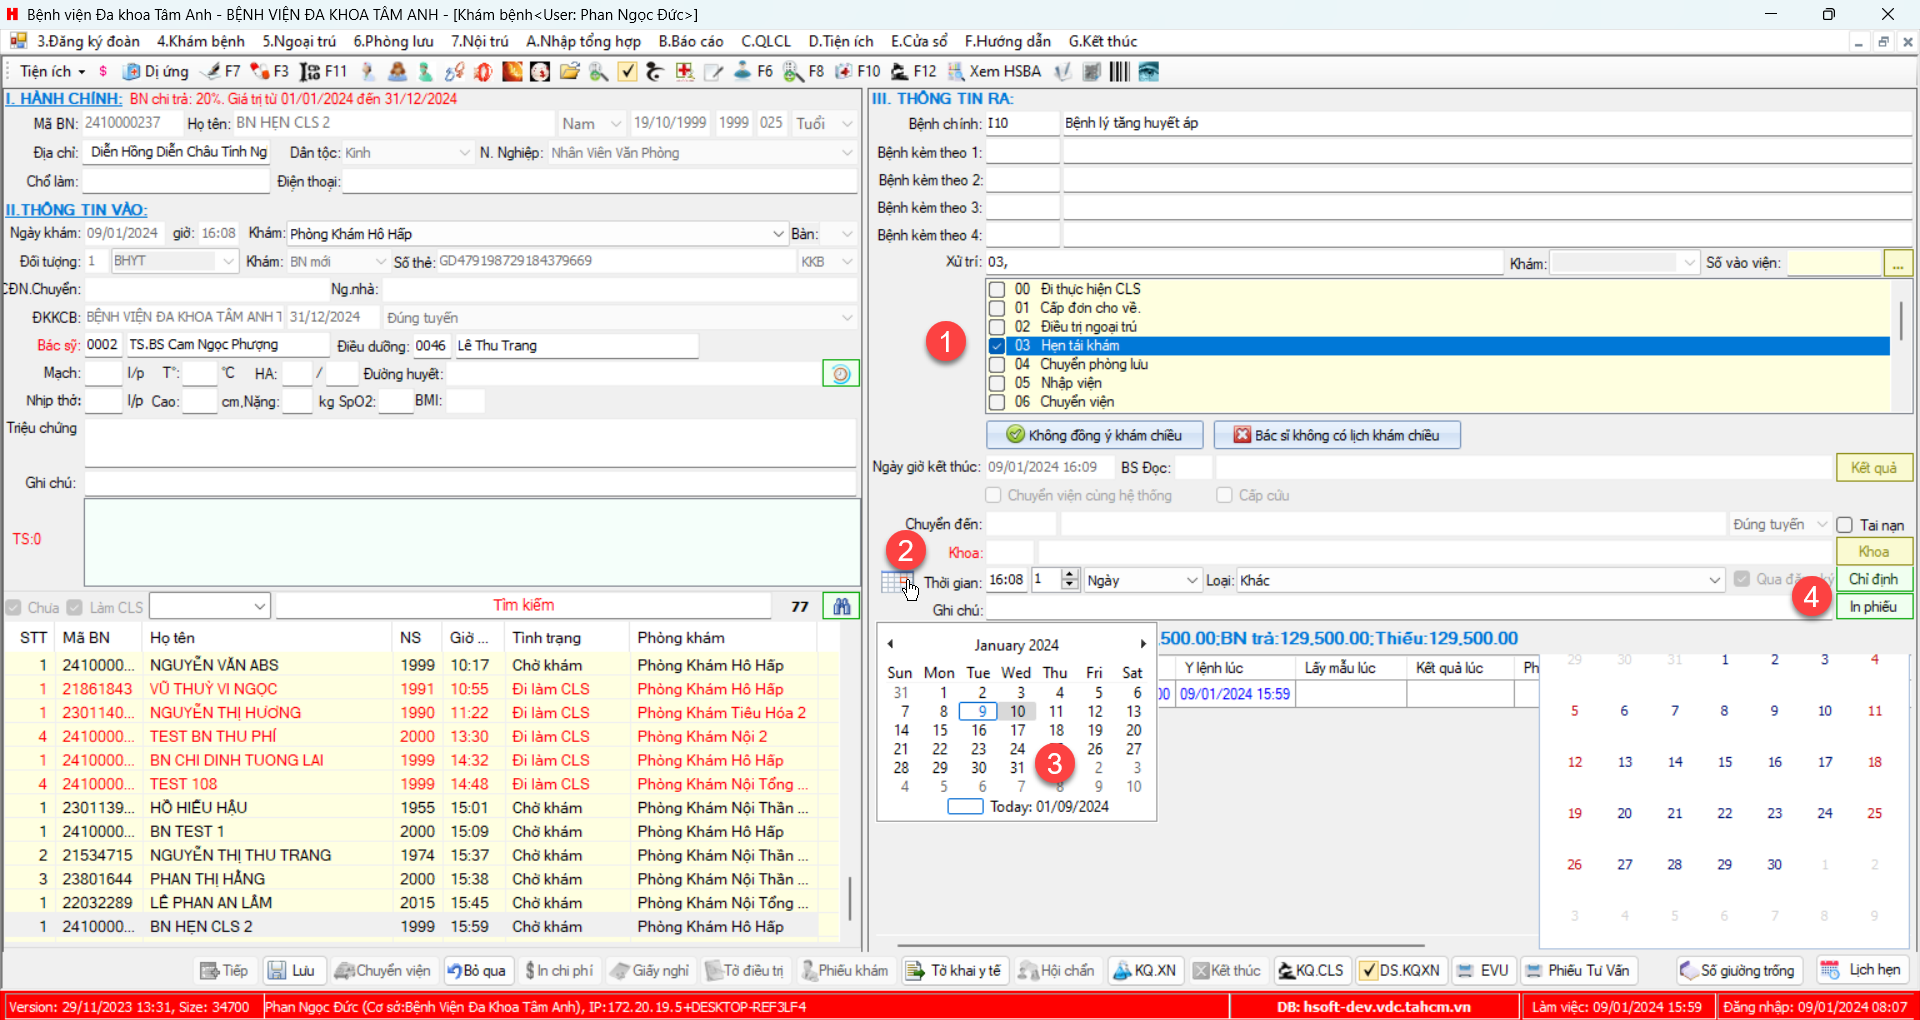 Bệnh viện Đa khoa Tâm Anh - BỆNH VIỆN ĐA KHOA TÂM ANH - [Khám bệnh<User: Phan Ngọc Đức>]
3.Đăng ký đoàn 4.Khám bệnh 5.Ngoại trú 6.Phòng lưu 7.Nội trú A.Nhập tổng hợp B.Báo cáo C.QLCL D.Tiện ích E.Cửa sổ F.Hướng dẫn G.Kết thúc
Tiện ích $ Dị ứng F7 F3 F11 F6 F8 F10 F12 Xem HSBA
I. HÀNH CHÍNH: BN chi trả: 20%. Giá trị từ 01/01/2024 đến 31/12/2024
Mã BN: 2410000237 Họ tên: BN HẸN CLS 2 Nam 19/10/1999 1999 025 Tuổi
Địa chỉ: Diễn Hồng Diễn Châu Tỉnh Ng Dân tộc: Kinh N. Nghiệp: Nhân Viên Văn Phòng
Chổ làm: Điện thoại:
II.THÔNG TIN VÀO:
Ngày khám: 09/01/2024 giờ: 16:08 Khám: Phòng Khám Hô Hấp Bàn:
Đối tượng: 1 BHYT Khám: BN mới Số thẻ: GD479198729184379669 KKB
CĐN.Chuyển: Ng.nhà:
ĐKKCB: BỆNH VIỆN ĐA KHOA TÂM ANH T 31/12/2024 Đúng tuyến
Bác sỹ: 0002 TS.BS Cam Ngọc Phượng Điều dưỡng: 0046 Lê Thu Trang
Mạch: l/p T°: °C HA: / Đường huyết:
Nhịp thở: l/p Cao: cm,Nặng: kg SpO2: BMI:
Triệu chứng
Ghi chú:
TS:0
Chưa Làm CLS Tìm kiếm 77
STT Mã BN Họ tên NS Giờ ... Tình trạng Phòng khám
1 2410000... NGUYỄN VĂN ABS 1999 10:17 Chờ khám Phòng Khám Hô Hấp
1 21861843 VŨ THUỲ VI NGỌC 1991 10:55 Đi làm CLS Phòng Khám Hô Hấp
1 2301140... NGUYỄN THỊ HƯƠNG 1990 11:22 Đi làm CLS Phòng Khám Tiêu Hóa 2
4 2410000... TEST BN THU PHÍ 2000 13:30 Đi làm CLS Phòng Khám Nội 2
1 2410000... BN CHI DINH TUONG LAI 1999 14:32 Đi làm CLS Phòng Khám Hô Hấp
4 2410000... TEST 108 1999 14:48 Đi làm CLS Phòng Khám Nội Tổng ...
1 2301139... HỒ HIẾU HẬU 1955 15:01 Chờ khám Phòng Khám Nội Thần ...
1 2410000... BN TEST 1 2000 15:09 Chờ khám Phòng Khám Hô Hấp
2 21534715 NGUYỄN THỊ THU TRANG 1974 15:37 Chờ khám Phòng Khám Nội Thần ...
3 23801644 PHAN THỊ HẰNG 2000 15:38 Chờ khám Phòng Khám Nội Thần ...
1 22032289 LÊ PHAN AN LÂM 2015 15:45 Chờ khám Phòng Khám Nội Tổng ...
1 2410000... BN HẸN CLS 2 1999 15:59 Chờ khám Phòng Khám Hô Hấp
III. THÔNG TIN RA:
Bệnh chính: I10 Bệnh lý tăng huyết áp
Bệnh kèm theo 1:
Bệnh kèm theo 2:
Bệnh kèm theo 3:
Bệnh kèm theo 4:
Xử trí: 03, Khám: Số vào viện: ...
00 Đi thực hiện CLS
01 Cấp đơn cho về.
02 Điều trị ngoại trú
1
03 Hẹn tái khám
04 Chuyển phòng lưu
05 Nhập viện
06 Chuyển viện
Không đồng ý khám chiều Bác sĩ không có lịch khám chiều
Ngày giờ kết thúc: 09/01/2024 16:09 BS Đọc: Kết quả
Chuyển viện cùng hệ thống Cấp cứu
Chuyển đến: Đúng tuyến Tai nạn
2
Khoa: Khoa
Thời gian: 16:08 1 Ngày Loại: Khác Chỉ định
4
Ghi chú: In phiếu
,500.00;BN trả:129,500.00;Thiếu:129,500.00
Y lệnh lúc Lấy mẫu lúc Kết quả lúc Ph
09/01/2024 15:59
January 2024
Sun Mon Tue Wed Thu Fri Sat
31 1 2 3 4 5 6
7 8 9 10 11 12 13
14 15 16 17 18 19 20
21 22 23 24 26 27
28 29 30 31 3 2 3
4 5 6 7 8 9 10
Today: 01/09/2024
29 30 31 1 2 3 4
5 6 7 8 9 10 11
12 13 14 15 16 17 18
19 20 21 22 23 24 25
26 27 28 29 30 1 2
3 4 5 6 7 8 9
Tiếp Lưu Chuyển viện Bỏ qua In chi phí Giấy nghỉ Tờ điều trị Phiếu khám Tờ khai y tế Hội chẩn KQ.XN Kết thúc KQ.CLS DS.KQXN EVU Phiếu Tư Vấn Số giường trống Lịch hẹn
Version: 29/11/2023 13:31, Size: 34700 Phan Ngọc Đức (Cơ sở:Bệnh Viện Đa Khoa Tâm Anh), IP:172.20.19.5+DESKTOP-REF3LF4 DB: hsoft-dev.vdc.tahcm.vn Làm việc: 09/01/2024 15:59 Đăng nhập: 09/01/2024 08:07